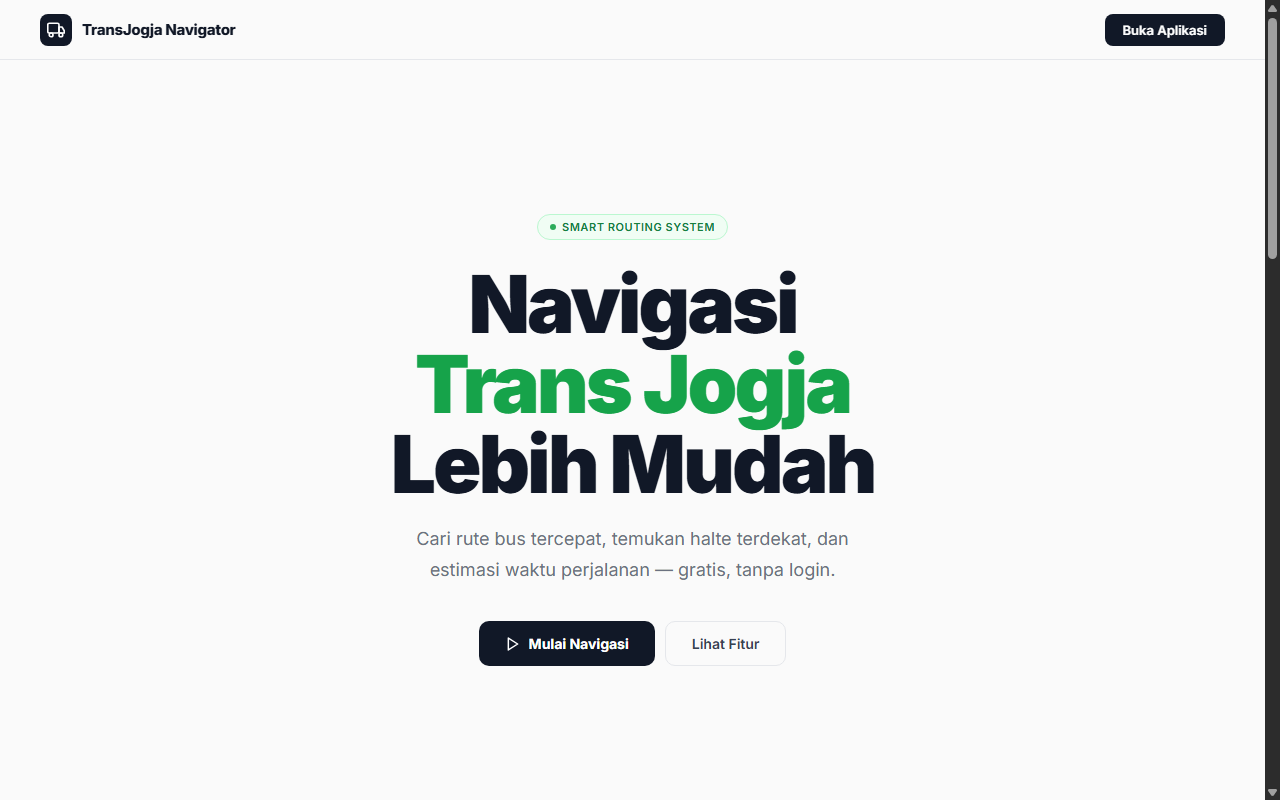 TransJogja Navigator
Buka Aplikasi
SMART ROUTING SYSTEM
Navigasi
Trans Jogja
Lebih Mudah
Cari rute bus tercepat, temukan halte terdekat, dan
estimasi waktu perjalanan — gratis, tanpa login.
Mulai Navigasi
Lihat Fitur